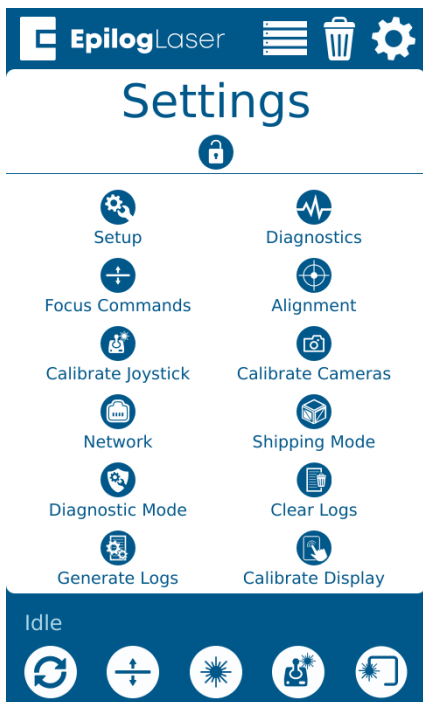 EpilogLaser
Settings
Setup Diagnostics
Focus Commands Alignment
Calibrate Joystick Calibrate Cameras
Network Shipping Mode
Diagnostic Mode Clear Logs
Generate Logs Calibrate Display
Idle